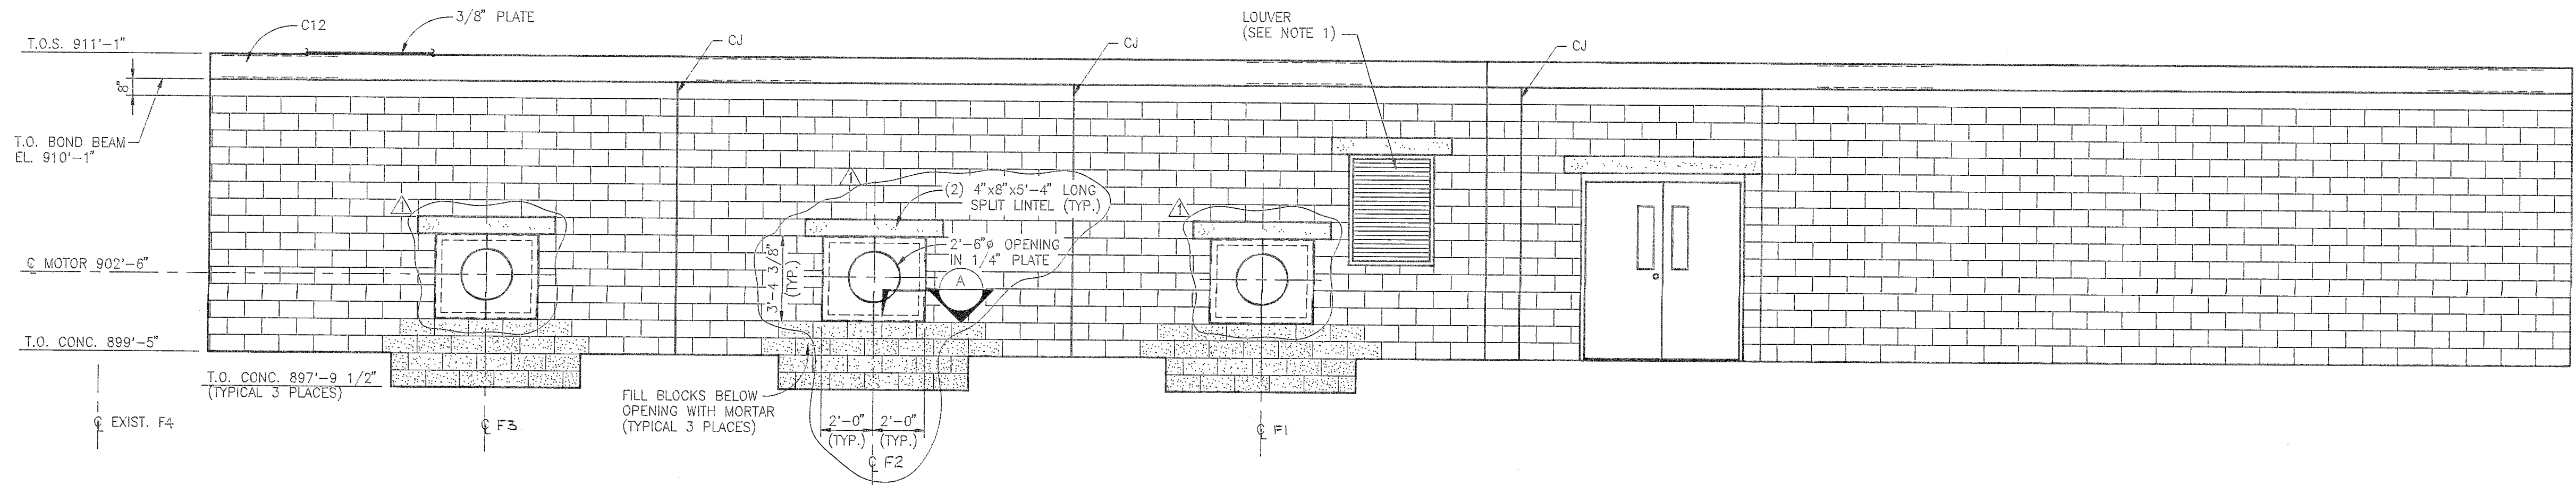 C12
3/8" PLATE
T.O.S. 911'-1"
CJ
CJ
LOUVER
(SEE NOTE 1)
CJ
8"
T.O. BOND BEAM
EL. 910'-1"
1
(2) 4"x8"x5'-4" LONG
SPLIT LINTEL (TYP.)
1
1
2'-6"ø OPENING
IN 1/4" PLATE
3'-4 3/8"
(TYP.)
A
℄ MOTOR 902'-6"
T.O. CONC. 899'-5"
T.O. CONC. 897'-9 1/2"
(TYPICAL 3 PLACES)
FILL BLOCKS BELOW
OPENING WITH MORTAR
(TYPICAL 3 PLACES)
2'-0" 2'-0"
(TYP.) (TYP.)
℄ EXIST. F4
℄ F3
℄ F2
℄ F1